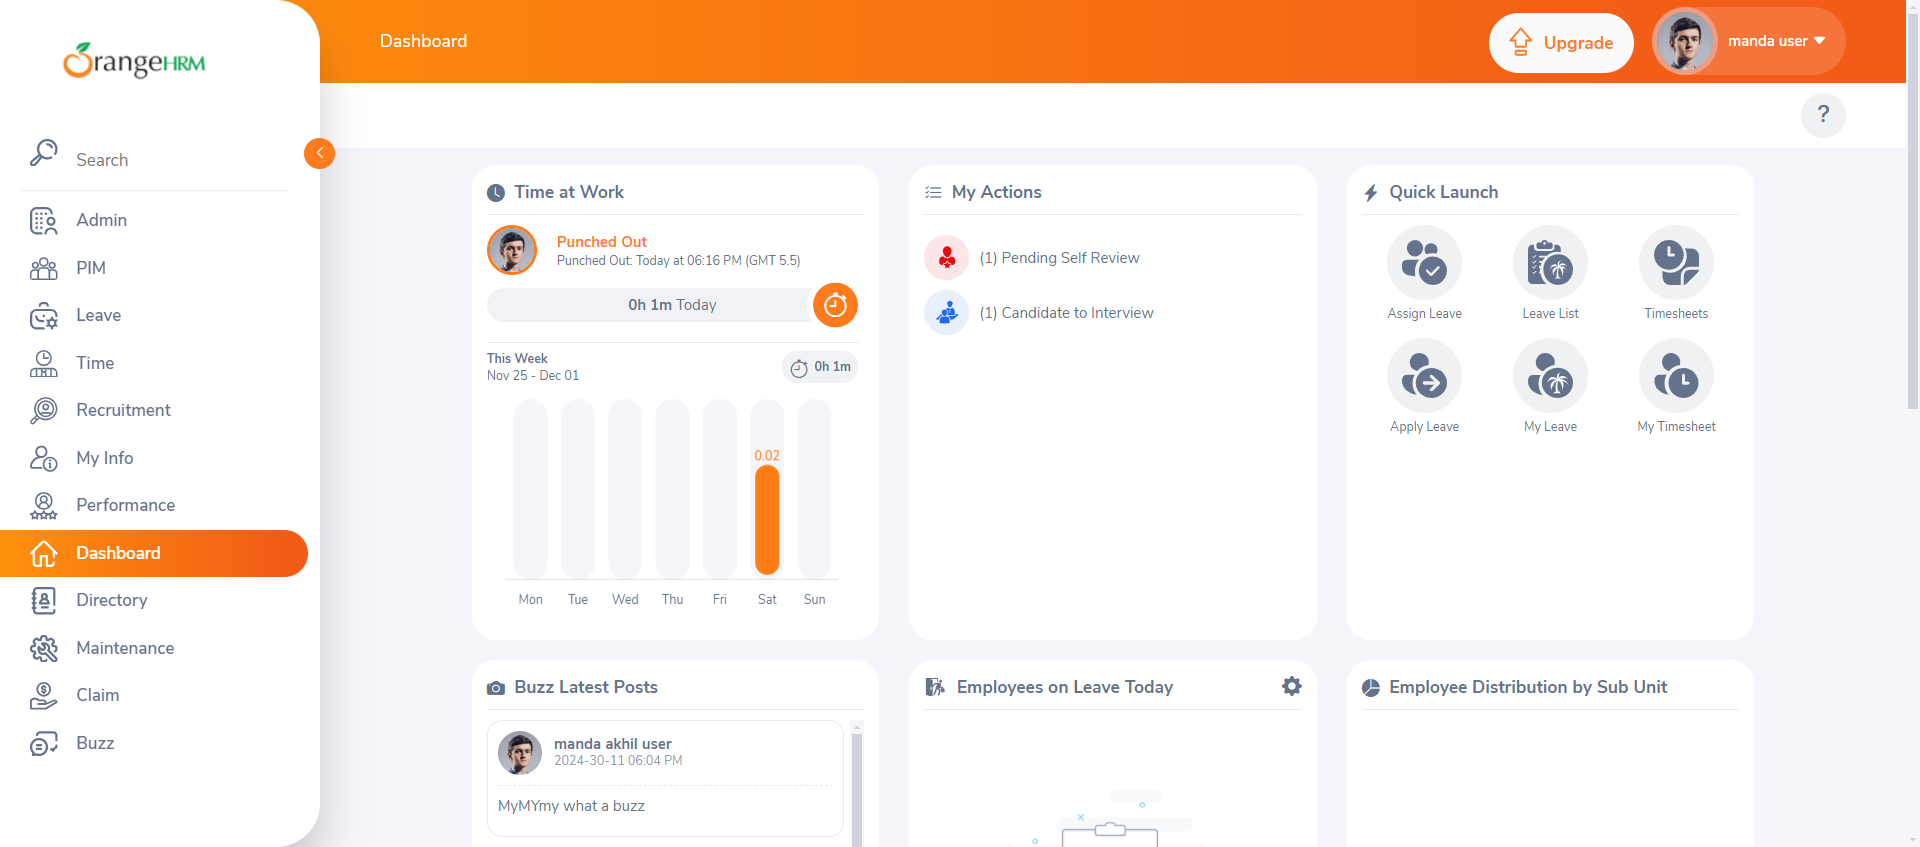 OrangeHRM
Dashboard
Upgrade
manda user
?
Search
Admin
PIM
Leave
Time
Recruitment
My Info
Performance
Dashboard
Directory
Maintenance
Claim
Buzz
Time at Work
Punched Out
Punched Out: Today at 06:16 PM (GMT 5.5)
0h 1m Today
This Week
Nov 25 - Dec 01
0h 1m
0.02
Mon Tue Wed Thu Fri Sat Sun
My Actions
(1) Pending Self Review
(1) Candidate to Interview
Quick Launch
Assign Leave Leave List Timesheets
Apply Leave My Leave My Timesheet
Buzz Latest Posts
manda akhil user
2024-30-11 06:04 PM
MyMYmy what a buzz
Employees on Leave Today
Employee Distribution by Sub Unit